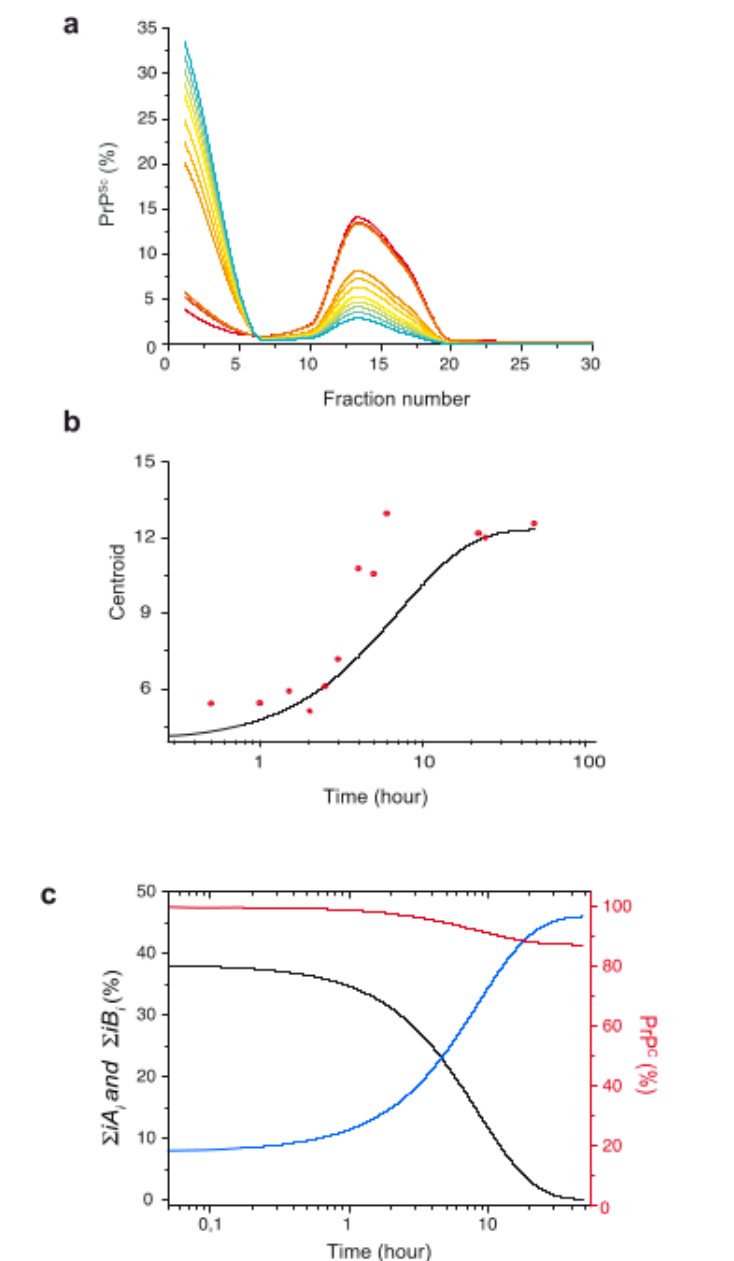 a
35
30
25
20
15
10
5
0
PrPˢᶜ (%)
0 5 10 15 20 25 30
Fraction number
b
15
12
9
6
Centroid
1 10 100
Time (hour)
c
50
40
30
20
10
0
ΣiAᵢ and ΣiBᵢ (%)
100
80
60
40
20
0
PrPᶜ (%)
0,1 1 10
Time (hour)